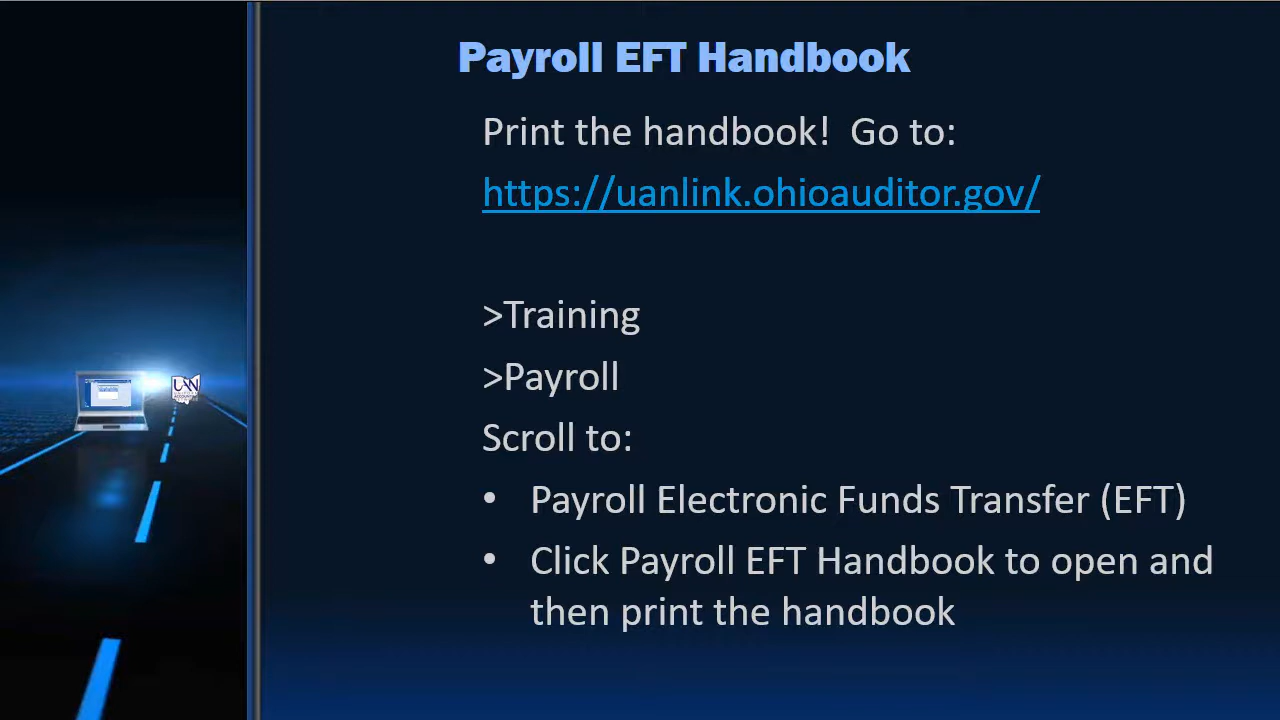 Payroll EFT Handbook
Print the handbook!  Go to:
https://uanlink.ohioauditor.gov/
>Training
>Payroll
Scroll to:
• Payroll Electronic Funds Transfer (EFT)
• Click Payroll EFT Handbook to open and
then print the handbook
UAN